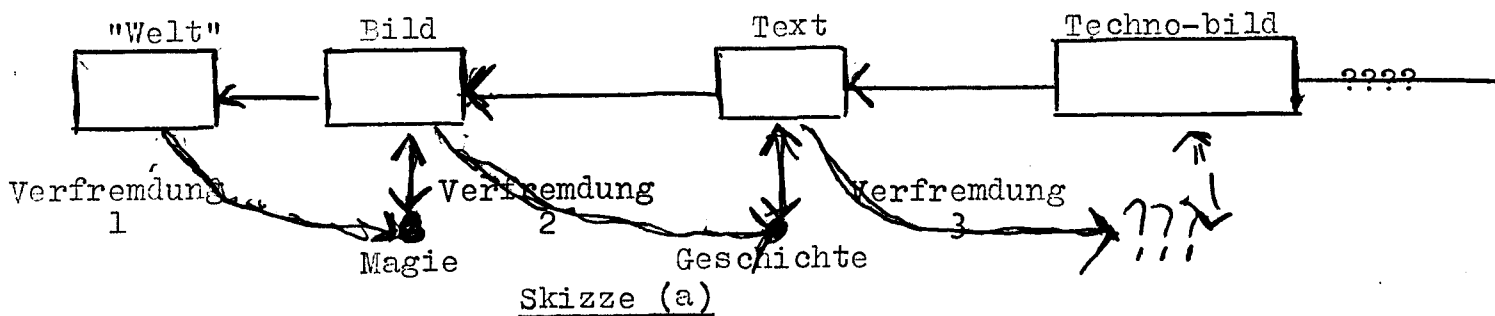 "Welt" Bild Text Techno-bild
????
Verfremdung Verfremdung Verfremdung
1 2 3 ???
Magie Geschichte
Skizze (a)